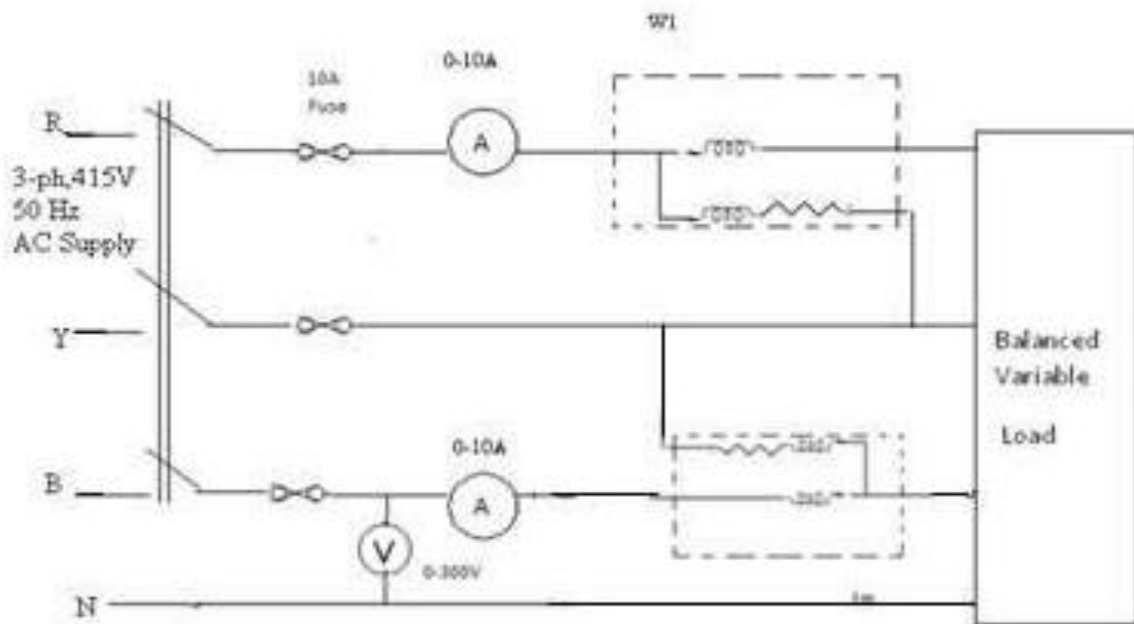 W1
0-10A
10A
Fuse
R
A
3-ph,415V
50 Hz
AC Supply
Y
Balanced
Variable
Load
0-10A
B
A
V
0-300V
N